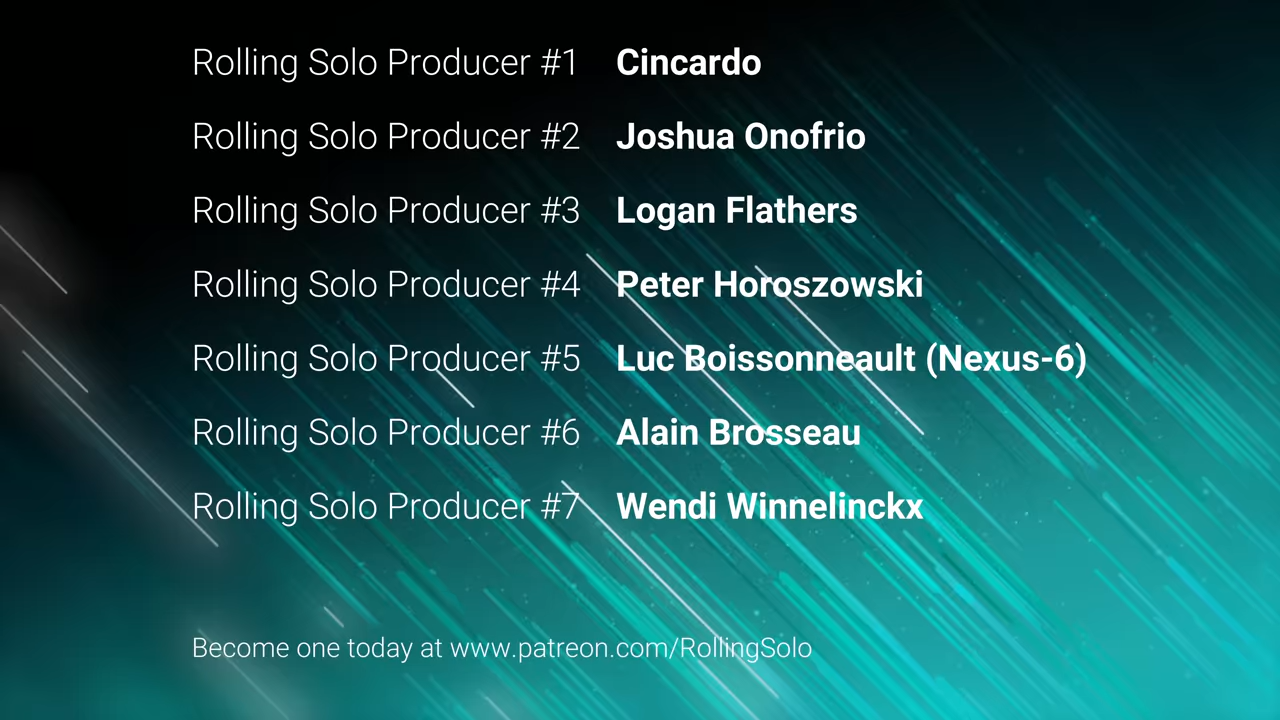 Rolling Solo Producer #1 Cincardo
Rolling Solo Producer #2 Joshua Onofrio
Rolling Solo Producer #3 Logan Flathers
Rolling Solo Producer #4 Peter Horoszowski
Rolling Solo Producer #5 Luc Boissonneault (Nexus-6)
Rolling Solo Producer #6 Alain Brosseau
Rolling Solo Producer #7 Wendi Winnelinckx
Become one today at www.patreon.com/RollingSolo